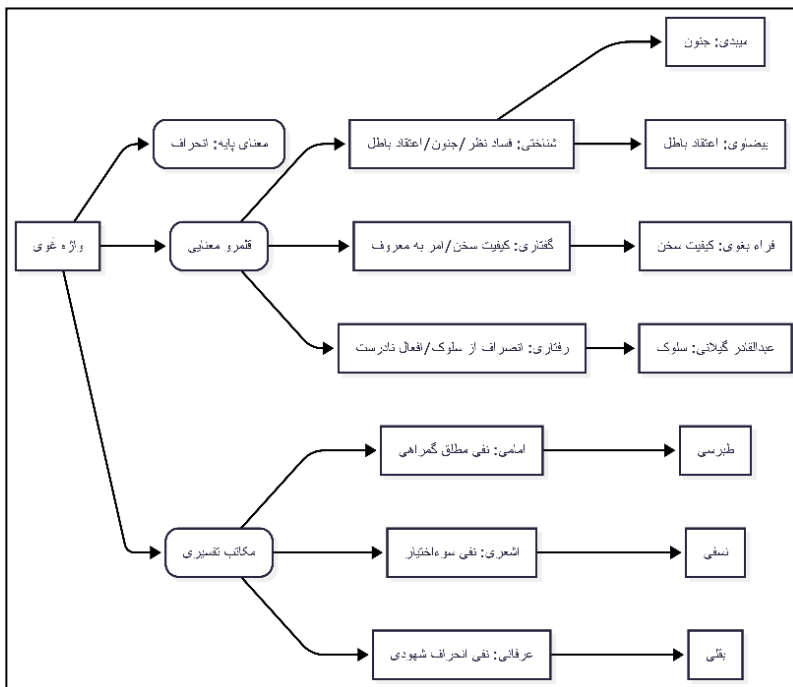 میبدی: جنون
معنای پایه: انحراف
شناختی: فساد نظر/جنون/اعتقاد باطل
بیضاوی: اعتقاد باطل
واژه غَوی
قلمرو معنایی
گفتاری: کیفیت سخن/امر به معروف
فراء بغوی: کیفیت سخن
رفتاری: انصراف از سلوک/افعال نادرست
عبدالقادر گیلانی: سلوک
امامی: نفی مطلق گمراهی
طبرسی
مکاتب تفسیری
اشعری: نفی سوءاختیار
نسفی
عرفانی: نفی انحراف شهودی
بقلی